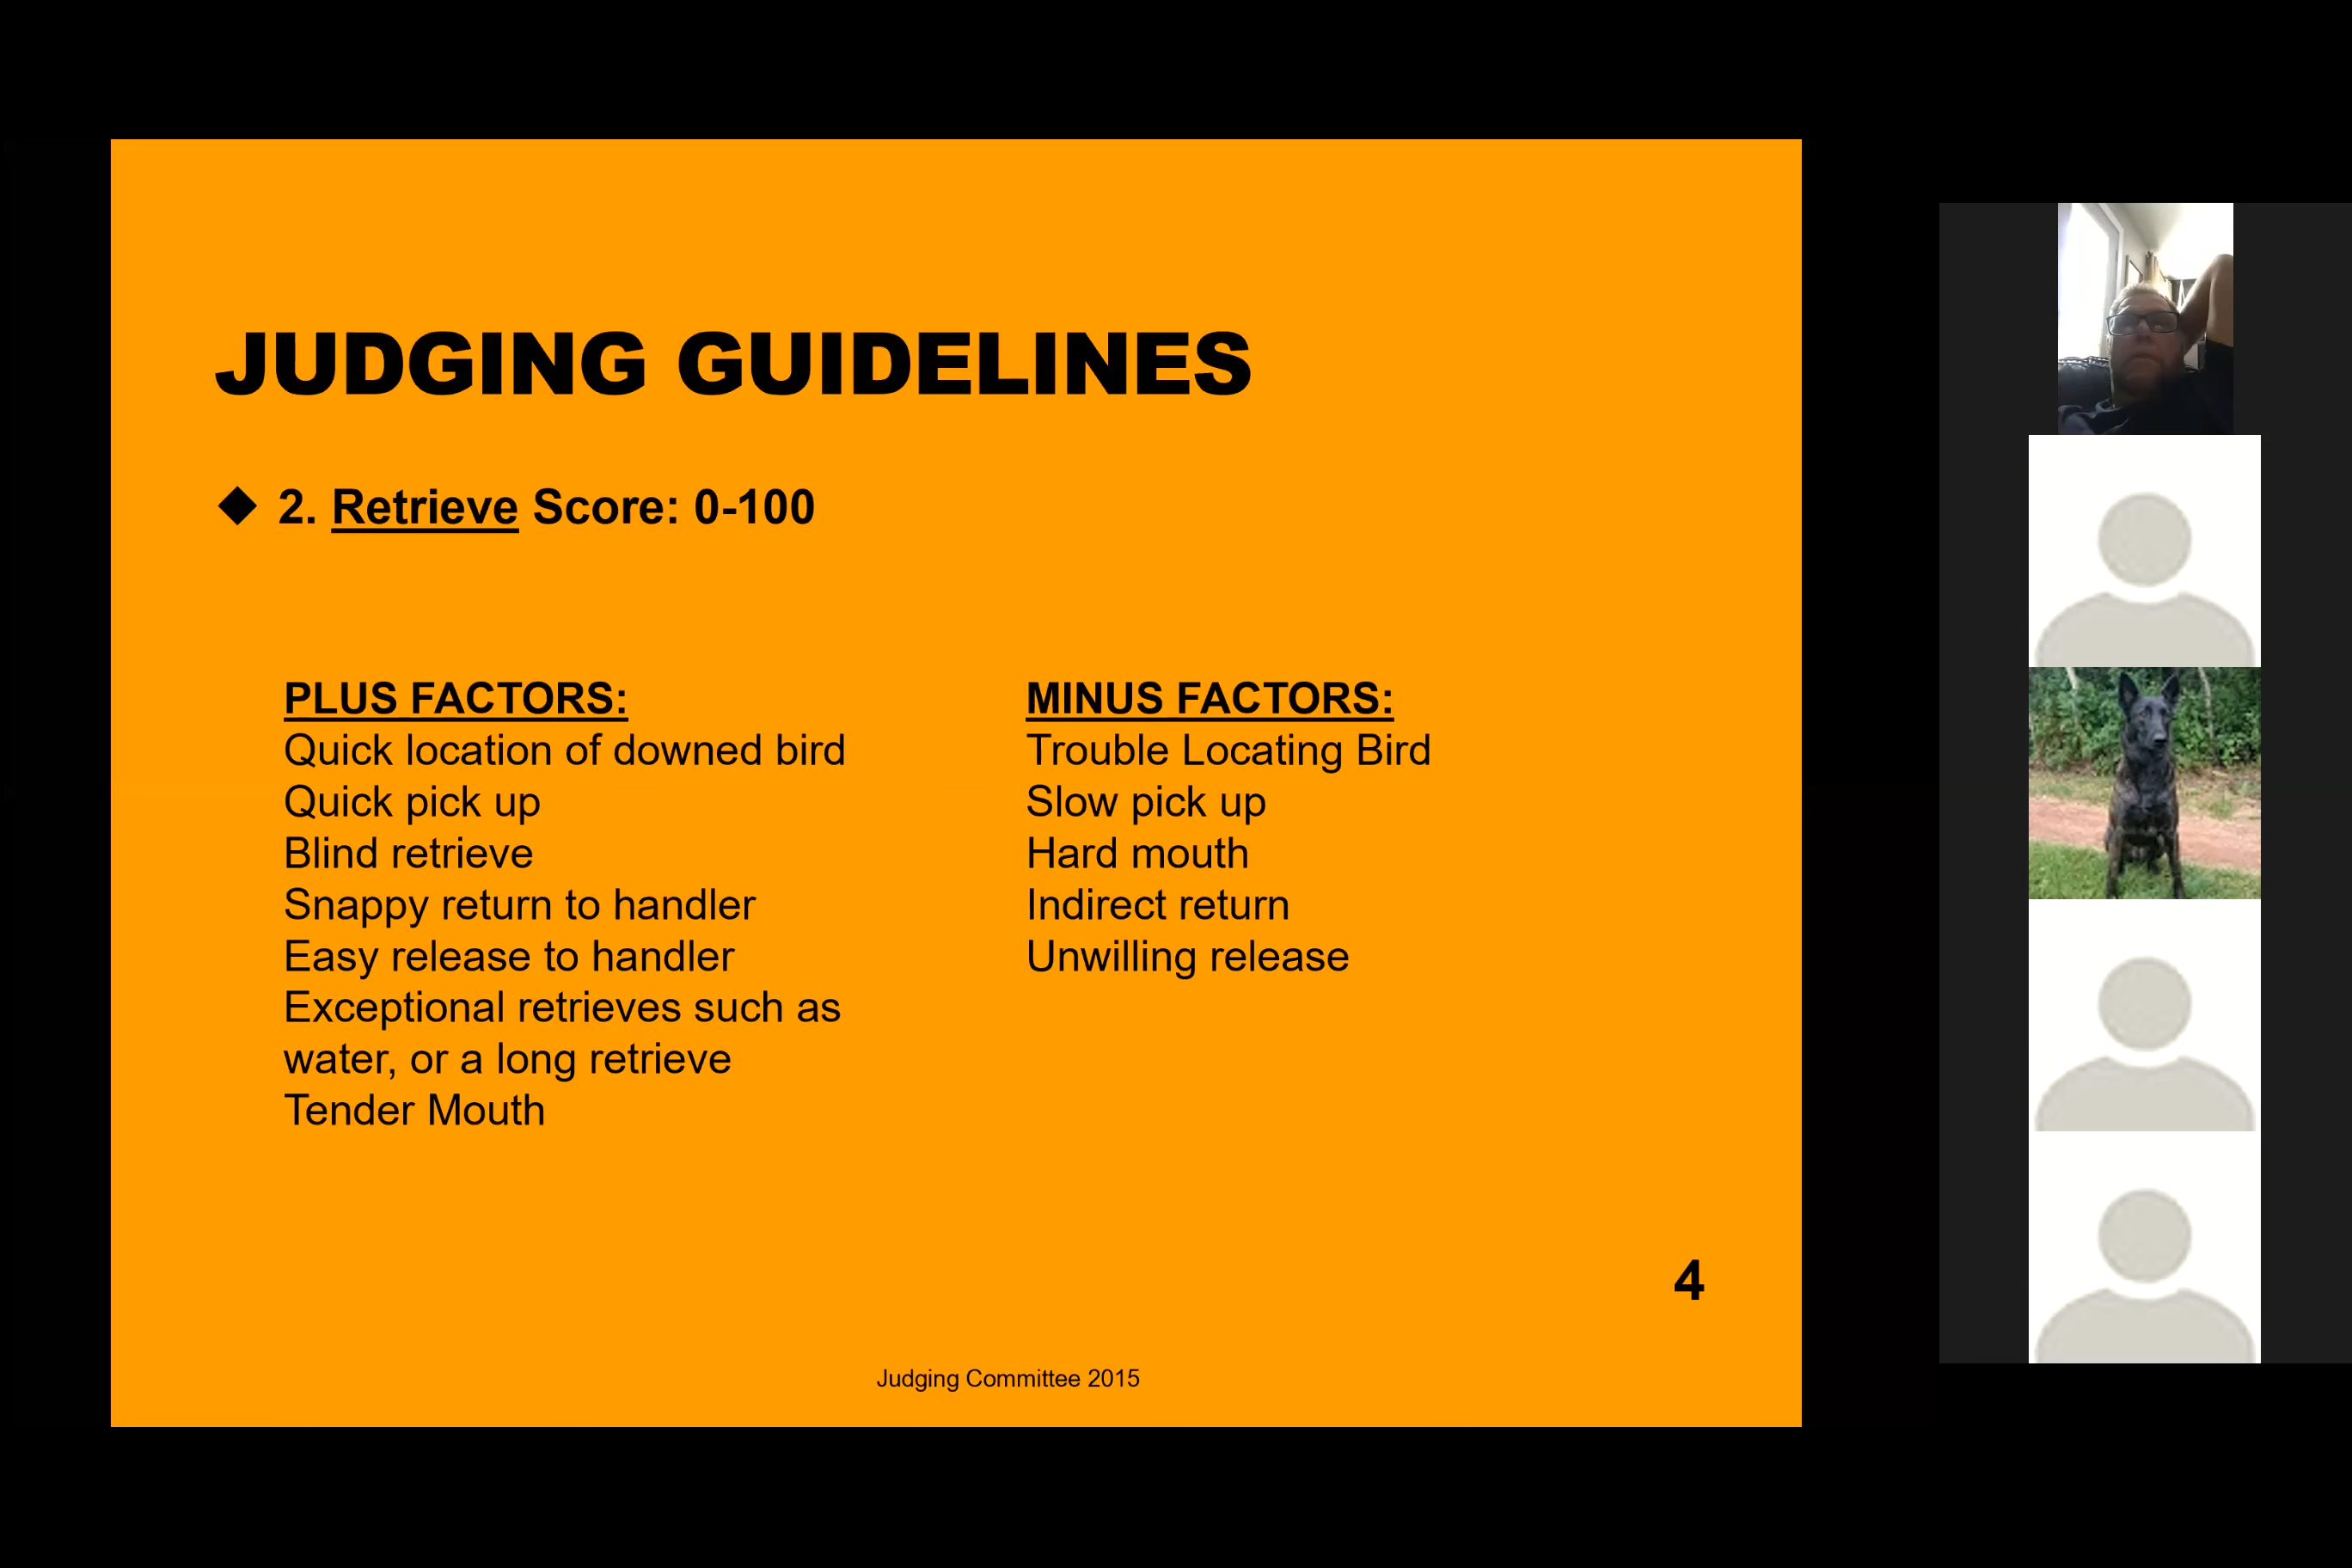 JUDGING GUIDELINES
◆ 2. Retrieve Score: 0-100
PLUS FACTORS:
Quick location of downed bird
Quick pick up
Blind retrieve
Snappy return to handler
Easy release to handler
Exceptional retrieves such as
water, or a long retrieve
Tender Mouth
MINUS FACTORS:
Trouble Locating Bird
Slow pick up
Hard mouth
Indirect return
Unwilling release
4
Judging Committee 2015